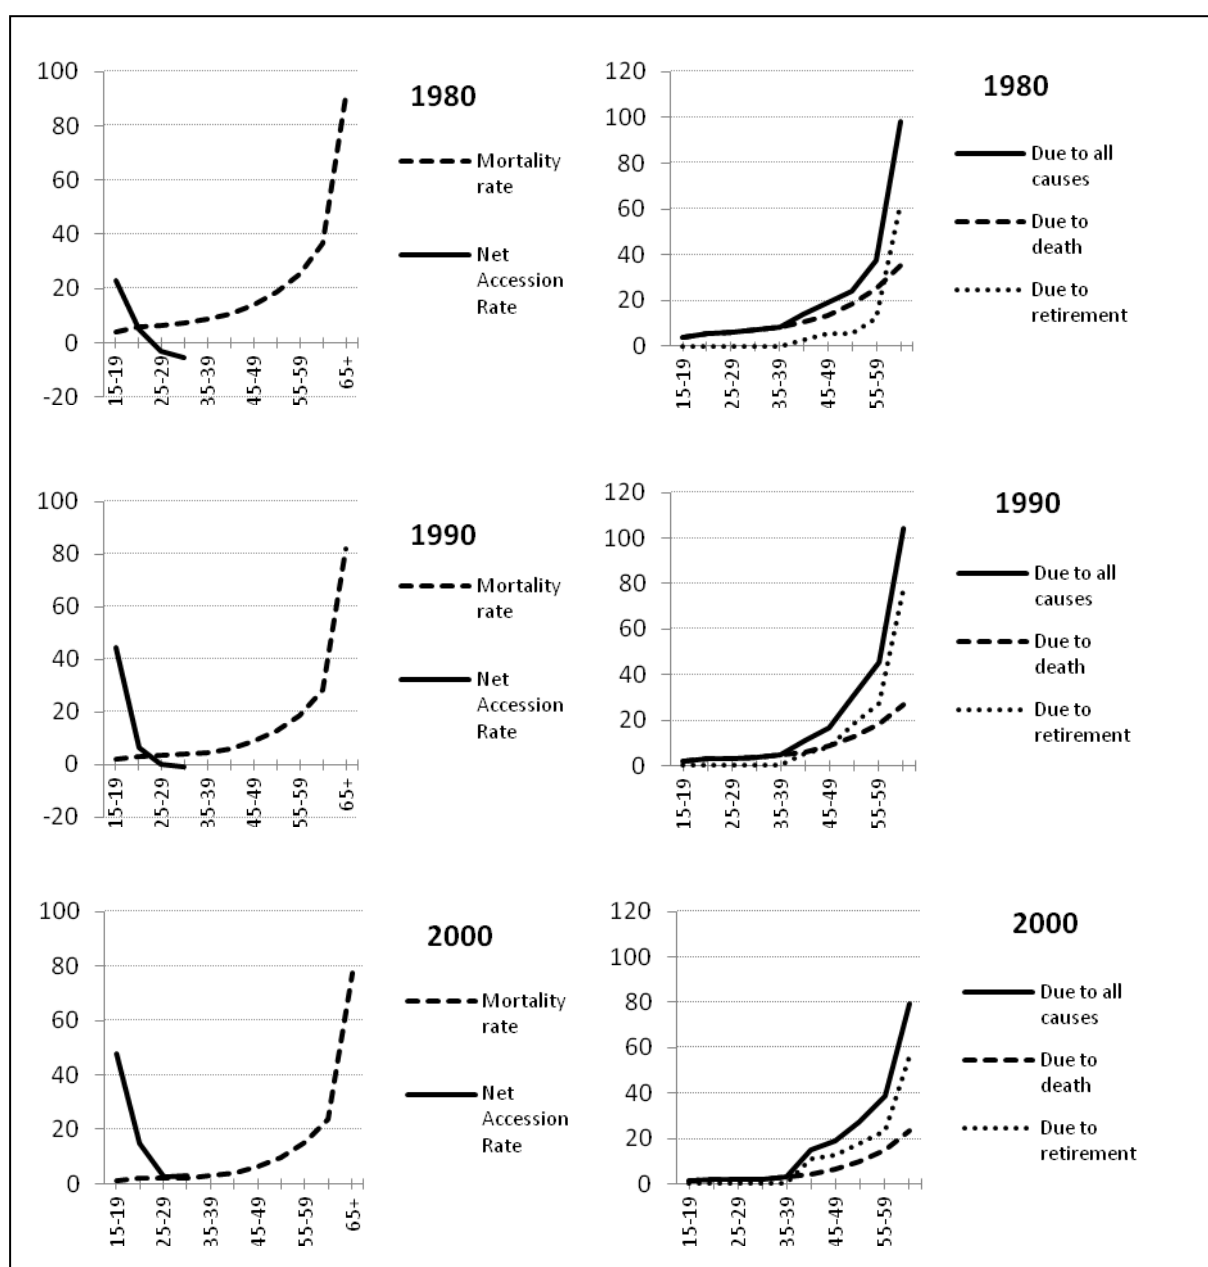 100
80
60
40
20
0
-20
15-19
25-29
35-39
45-49
55-59
65+
1980
Mortality
rate
Net
Accession
Rate
120
100
80
60
40
20
0
15-19
25-29
35-39
45-49
55-59
1980
Due to all
causes
Due to
death
Due to
retirement
100
80
60
40
20
0
-20
15-19
25-29
35-39
45-49
55-59
65+
1990
Mortality
rate
Net
Accession
Rate
120
100
80
60
40
20
0
15-19
25-29
35-39
45-49
55-59
1990
Due to all
causes
Due to
death
Due to
retirement
100
80
60
40
20
0
15-19
25-29
35-39
45-49
55-59
65+
2000
Mortality
rate
Net
Accession
Rate
120
100
80
60
40
20
0
15-19
25-29
35-39
45-49
55-59
2000
Due to all
causes
Due to
death
Due to
retirement